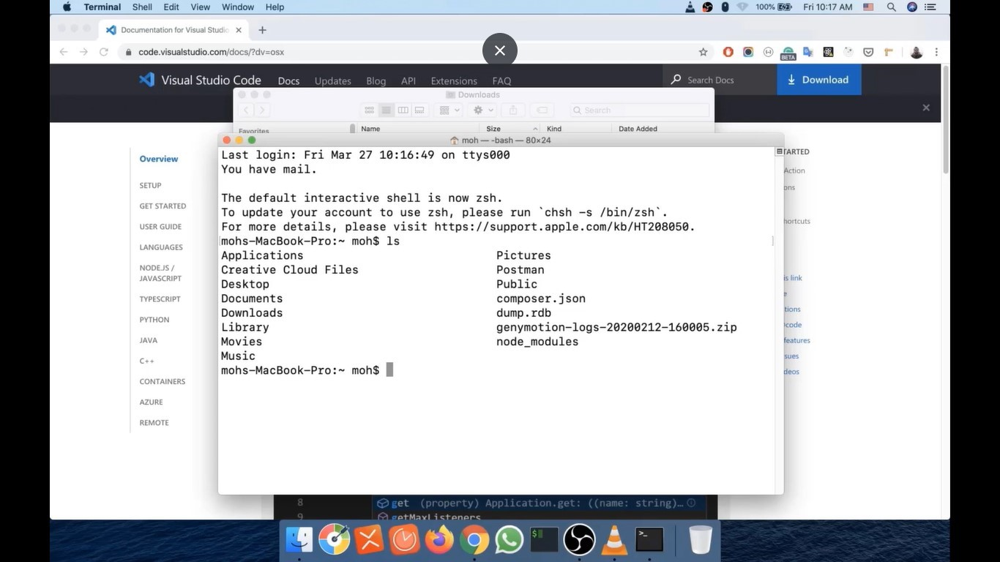 Terminal Shell Edit View Window Help 100% Fri 10:17 AM
Documentation for Visual Studio
code.visualstudio.com/docs/?dv=osx
BETA
Visual Studio Code Docs Updates Blog API Extensions FAQ Search Docs Download
Downloads
Search
Favorites Name Size Kind Date Added
moh — -bash — 80×24
Last login: Fri Mar 27 10:16:49 on ttys000
You have mail.
The default interactive shell is now zsh.
To update your account to use zsh, please run `chsh -s /bin/zsh`.
For more details, please visit https://support.apple.com/kb/HT208050.
mohs-MacBook-Pro:~ moh$ ls
Applications Pictures
Creative Cloud Files Postman
Desktop Public
Documents composer.json
Downloads dump.rdb
Library genymotion-logs-20200212-160005.zip
Movies node_modules
Music
mohs-MacBook-Pro:~ moh$
Overview
SETUP
GET STARTED
USER GUIDE
LANGUAGES
NODE.JS /
JAVASCRIPT
TYPESCRIPT
PYTHON
JAVA
C++
CONTAINERS
AZURE
REMOTE
TARTED
Action
ons
hortcuts
is link
e
tions
code
features
sues
deos
8 get (property) Application.get: ((name: string)…
9 getMaxListeners
$
>_